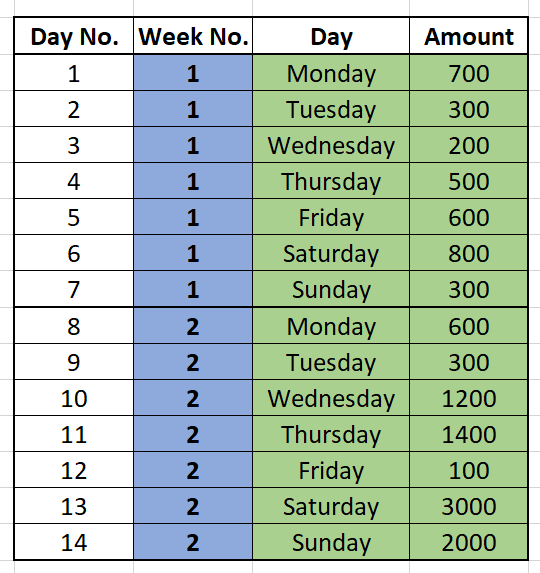 Day No. Week No. Day Amount
1 1 Monday 700
2 1 Tuesday 300
3 1 Wednesday 200
4 1 Thursday 500
5 1 Friday 600
6 1 Saturday 800
7 1 Sunday 300
8 2 Monday 600
9 2 Tuesday 300
10 2 Wednesday 1200
11 2 Thursday 1400
12 2 Friday 100
13 2 Saturday 3000
14 2 Sunday 2000